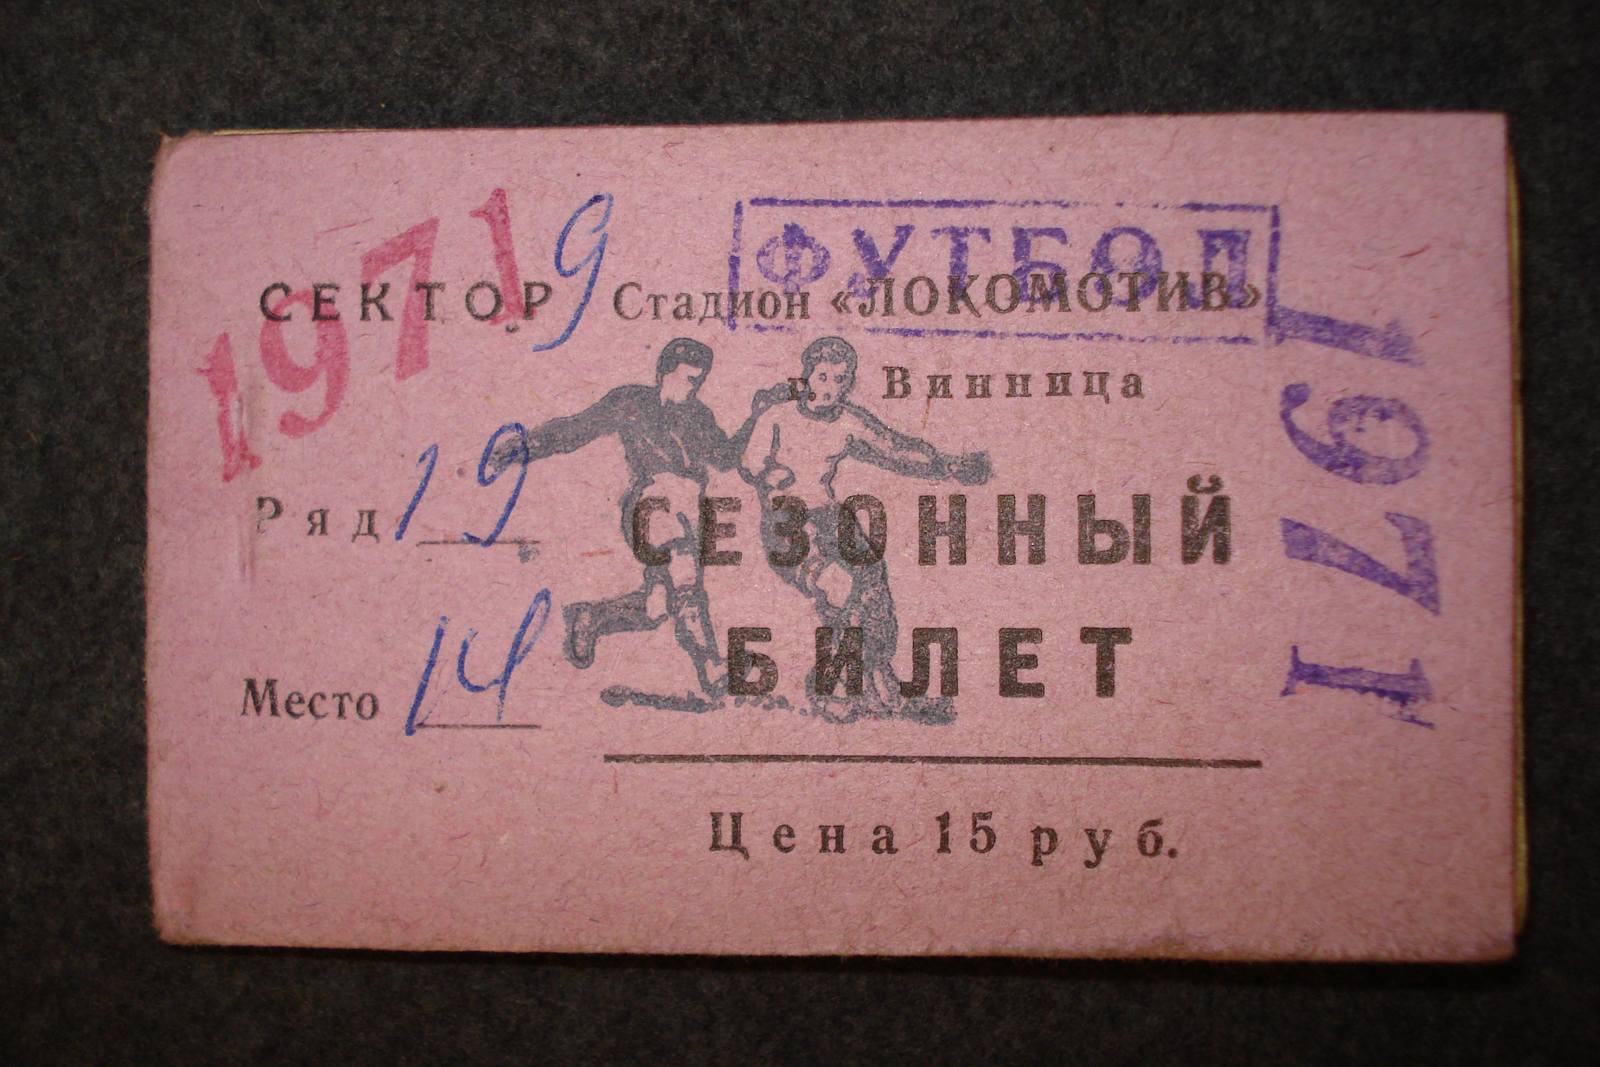 1971
ФУТБОЛ
СЕКТОР 9 Стадион «ЛОКОМОТИВ»
г. Винница
1971
Ряд 19
СЕЗОННЫЙ
БИЛЕТ
Место 14
Цена 15 руб.